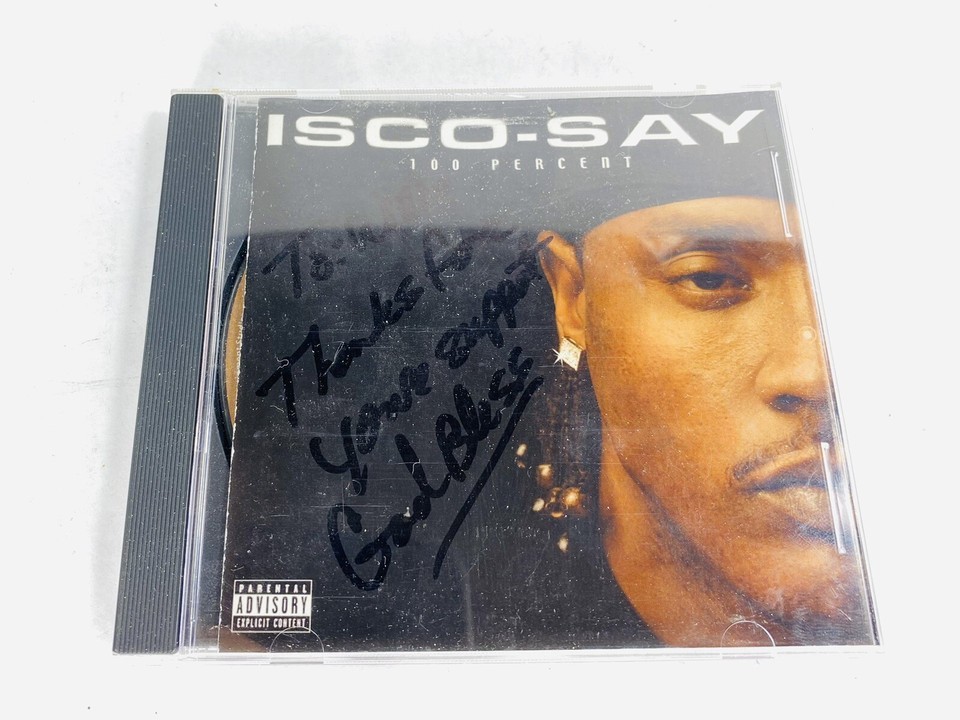 ISCO-SAY
100 PERCENT
Thanks for
Your Support
God Bless
PARENTAL
ADVISORY
EXPLICIT CONTENT